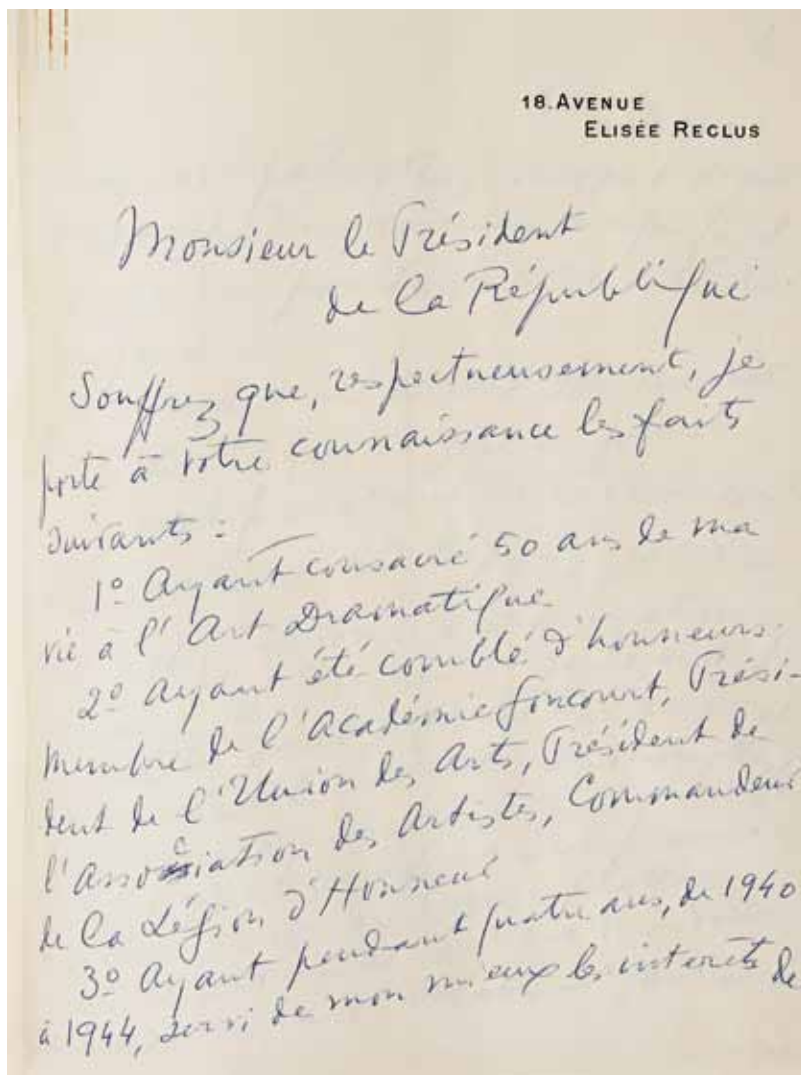 18. AVENUE
ELISÉE RECLUS
Monsieur le Président
de la République
Souffrez que, respectueusement, je
porte à votre connaissance les faits
suivants :
1º Ayant consacré 50 ans de ma
vie à l'Art Dramatique
2º Ayant été comblé d'honneurs :
membre de l'Académie Goncourt, Prési-
dent de l'Union des Arts, Président de
l'Association des Artistes, Commandeur
de la Légion d'Honneur
3º Ayant pendant quatre ans, de 1940
à 1944, servi de mon mieux les intérêts de